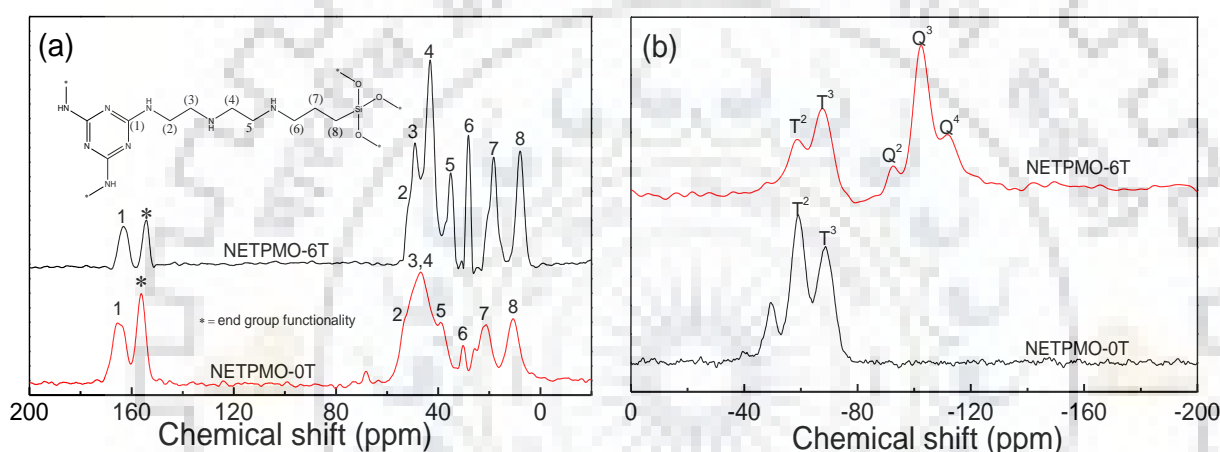 (a)
4
3
6
5
7
8
2
1
*
NETPMO-6T
HN
N
N
N
H
N
(1)
(2)
(3)
N
H
(4)
5
H
N
(6)
(7)
(8)
Si
O
O
O
NH
*
*
*
*
*
3,4
1
*
2
5
6
7
8
* = end group functionality
NETPMO-0T
200 160 120 80 40 0
Chemical shift (ppm)
(b)
Q3
T3
T2
Q2
Q4
NETPMO-6T
T2
T3
NETPMO-0T
0 -40 -80 -120 -160 -200
Chemical shift (ppm)